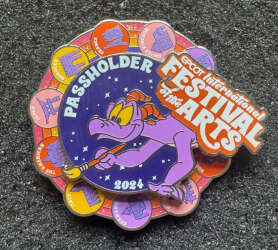 PASSHOLDER
EPCOT International
FESTIVAL
of the
ARTS
2024